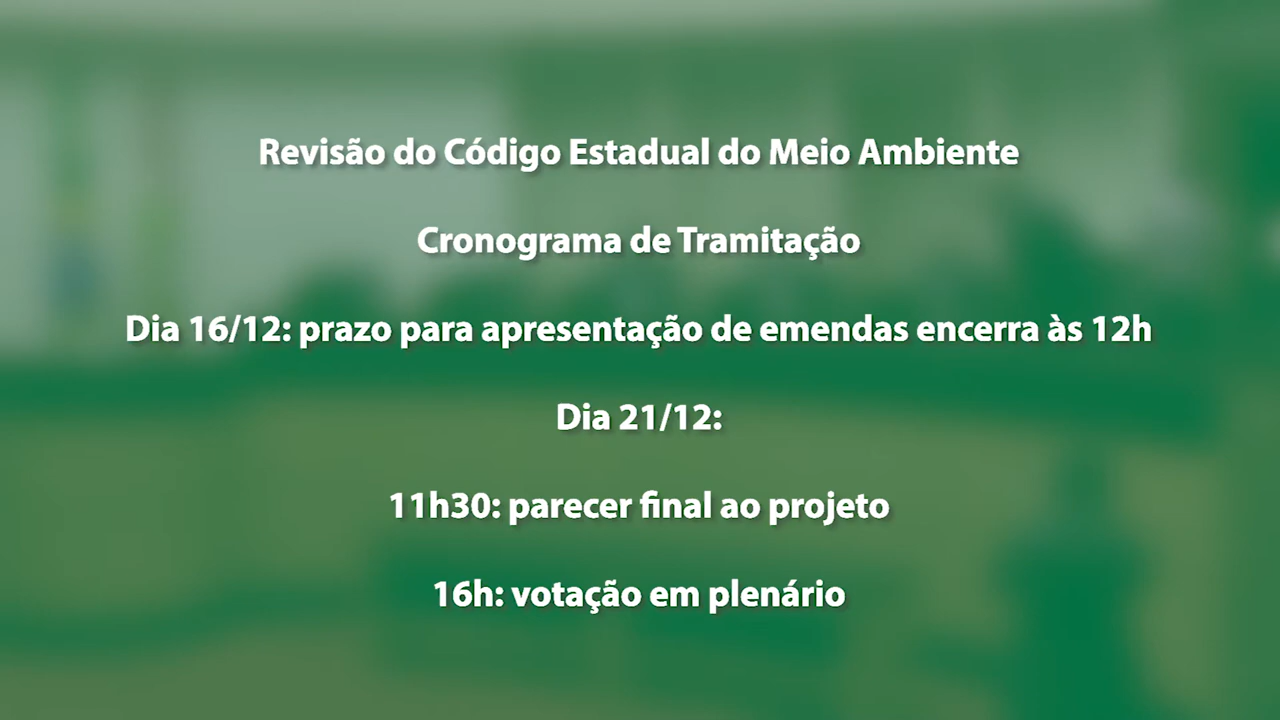 Revisão do Código Estadual do Meio Ambiente
Cronograma de Tramitação
Dia 16/12: prazo para apresentação de emendas encerra às 12h
Dia 21/12:
11h30: parecer final ao projeto
16h: votação em plenário